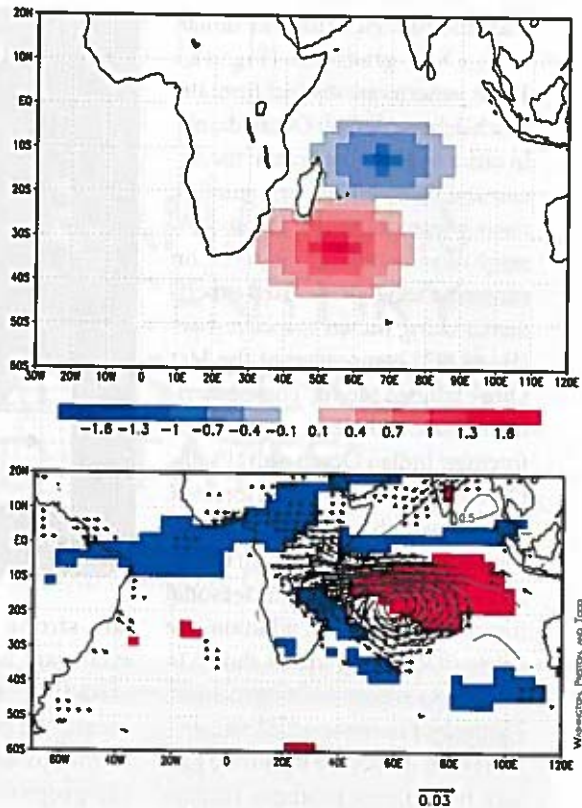 20N
10N
EQ
10S
20S
30S
40S
50S
60S
30W 20W 10W 0 10E 20E 30E 40E 50E 60E 70E 80E 90E 100E 110E 120E
-1.6 -1.3 -1 -0.7 -0.4 -0.1 0.1 0.4 0.7 1 1.3 1.6
20N
10N
EQ
10S
20S
30S
40S
50S
60S
0.5
60W 40W 20W 0 20E 40E 60E 80E 100E 120E
0.03
WASHINGTON, PRESTON, AND TODD